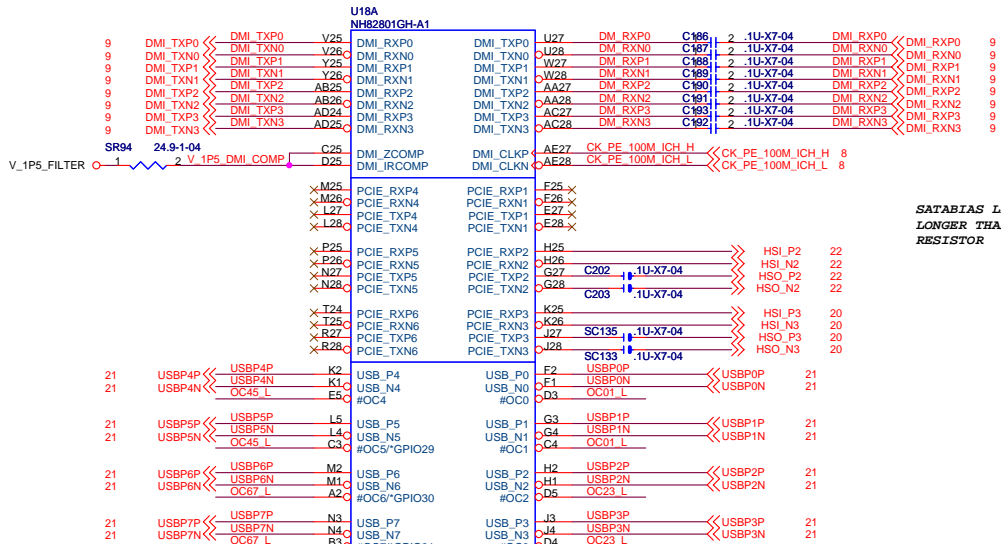 U18A
NH82801GH-A1
9 DMI_TXP0 DMI_TXP0 V25 DMI_RXP0 DMI_TXP0 U27 DM_RXP0 C186 2 .1U-X7-04 DMI_RXP0 DMI_RXP0 9
9 DMI_TXN0 DMI_TXN0 V26 DMI_RXN0 DMI_TXN0 U28 DM_RXN0 C187 2 .1U-X7-04 DMI_RXN0 DMI_RXN0 9
9 DMI_TXP1 DMI_TXP1 Y25 DMI_RXP1 DMI_TXP1 W27 DM_RXP1 C188 2 .1U-X7-04 DMI_RXP1 DMI_RXP1 9
9 DMI_TXN1 DMI_TXN1 Y26 DMI_RXN1 DMI_TXN1 W28 DM_RXN1 C189 2 .1U-X7-04 DMI_RXN1 DMI_RXN1 9
9 DMI_TXP2 DMI_TXP2 AB25 DMI_RXP2 DMI_TXP2 AA27 DM_RXP2 C190 2 .1U-X7-04 DMI_RXP2 DMI_RXP2 9
9 DMI_TXN2 DMI_TXN2 AB26 DMI_RXN2 DMI_TXN2 AA28 DM_RXN2 C191 2 .1U-X7-04 DMI_RXN2 DMI_RXN2 9
9 DMI_TXP3 DMI_TXP3 AD24 DMI_RXP3 DMI_TXP3 AC27 DM_RXP3 C193 2 .1U-X7-04 DMI_RXP3 DMI_RXP3 9
9 DMI_TXN3 DMI_TXN3 AD25 DMI_RXN3 DMI_TXN3 AC28 DM_RXN3 C192 2 .1U-X7-04 DMI_RXN3 DMI_RXN3 9
SR94 24.9-1-04
C25 DMI_ZCOMP DMI_CLKP AE27 CK_PE_100M_ICH_H CK_PE_100M_ICH_H 8
V_1P5_FILTER 1 2 V_1P5_DMI_COMP D25 DMI_IRCOMP DMI_CLKN AE28 CK_PE_100M_ICH_L CK_PE_100M_ICH_L 8
M25 PCIE_RXP4 PCIE_RXP1 F25
M26 PCIE_RXN4 PCIE_RXN1 F26
L27 PCIE_TXP4 PCIE_TXP1 E27
L28 PCIE_TXN4 PCIE_TXN1 E28
SATABIAS L
LONGER THA
RESISTOR
P25 PCIE_RXP5 PCIE_RXP2 H25 HSI_P2 22
P26 PCIE_RXN5 PCIE_RXN2 H26 HSI_N2 22
N27 PCIE_TXP5 PCIE_TXP2 G27 C202 .1U-X7-04 HSO_P2 22
N28 PCIE_TXN5 PCIE_TXN2 G28 C203 .1U-X7-04 HSO_N2 22
T24 PCIE_RXP6 PCIE_RXP3 K25 HSI_P3 20
T25 PCIE_RXN6 PCIE_RXN3 K26 HSI_N3 20
R27 PCIE_TXP6 PCIE_TXP3 J27 SC135 .1U-X7-04 HSO_P3 20
R28 PCIE_TXN6 PCIE_TXN3 J28 SC133 .1U-X7-04 HSO_N3 20
21 USBP4P USBP4P K2 USB_P4 USB_P0 F2 USBP0P USBP0P 21
21 USBP4N USBP4N K1 USB_N4 USB_N0 F1 USBP0N USBP0N 21
OC45_L E5 #OC4 #OC0 D3 OC01_L
21 USBP5P USBP5P L5 USB_P5 USB_P1 G3 USBP1P USBP1P 21
21 USBP5N USBP5N L4 USB_N5 USB_N1 G4 USBP1N USBP1N 21
OC45_L C3 #OC5/*GPIO29 #OC1 C4 OC01_L
21 USBP6P USBP6P M2 USB_P6 USB_P2 H2 USBP2P USBP2P 21
21 USBP6N USBP6N M1 USB_N6 USB_N2 H1 USBP2N USBP2N 21
OC67_L A2 #OC6/*GPIO30 #OC2 D5 OC23_L
21 USBP7P USBP7P N3 USB_P7 USB_P3 J3 USBP3P USBP3P 21
21 USBP7N USBP7N N4 USB_N7 USB_N3 J4 USBP3N USBP3N 21
OC67_L B3 D4 OC23_L